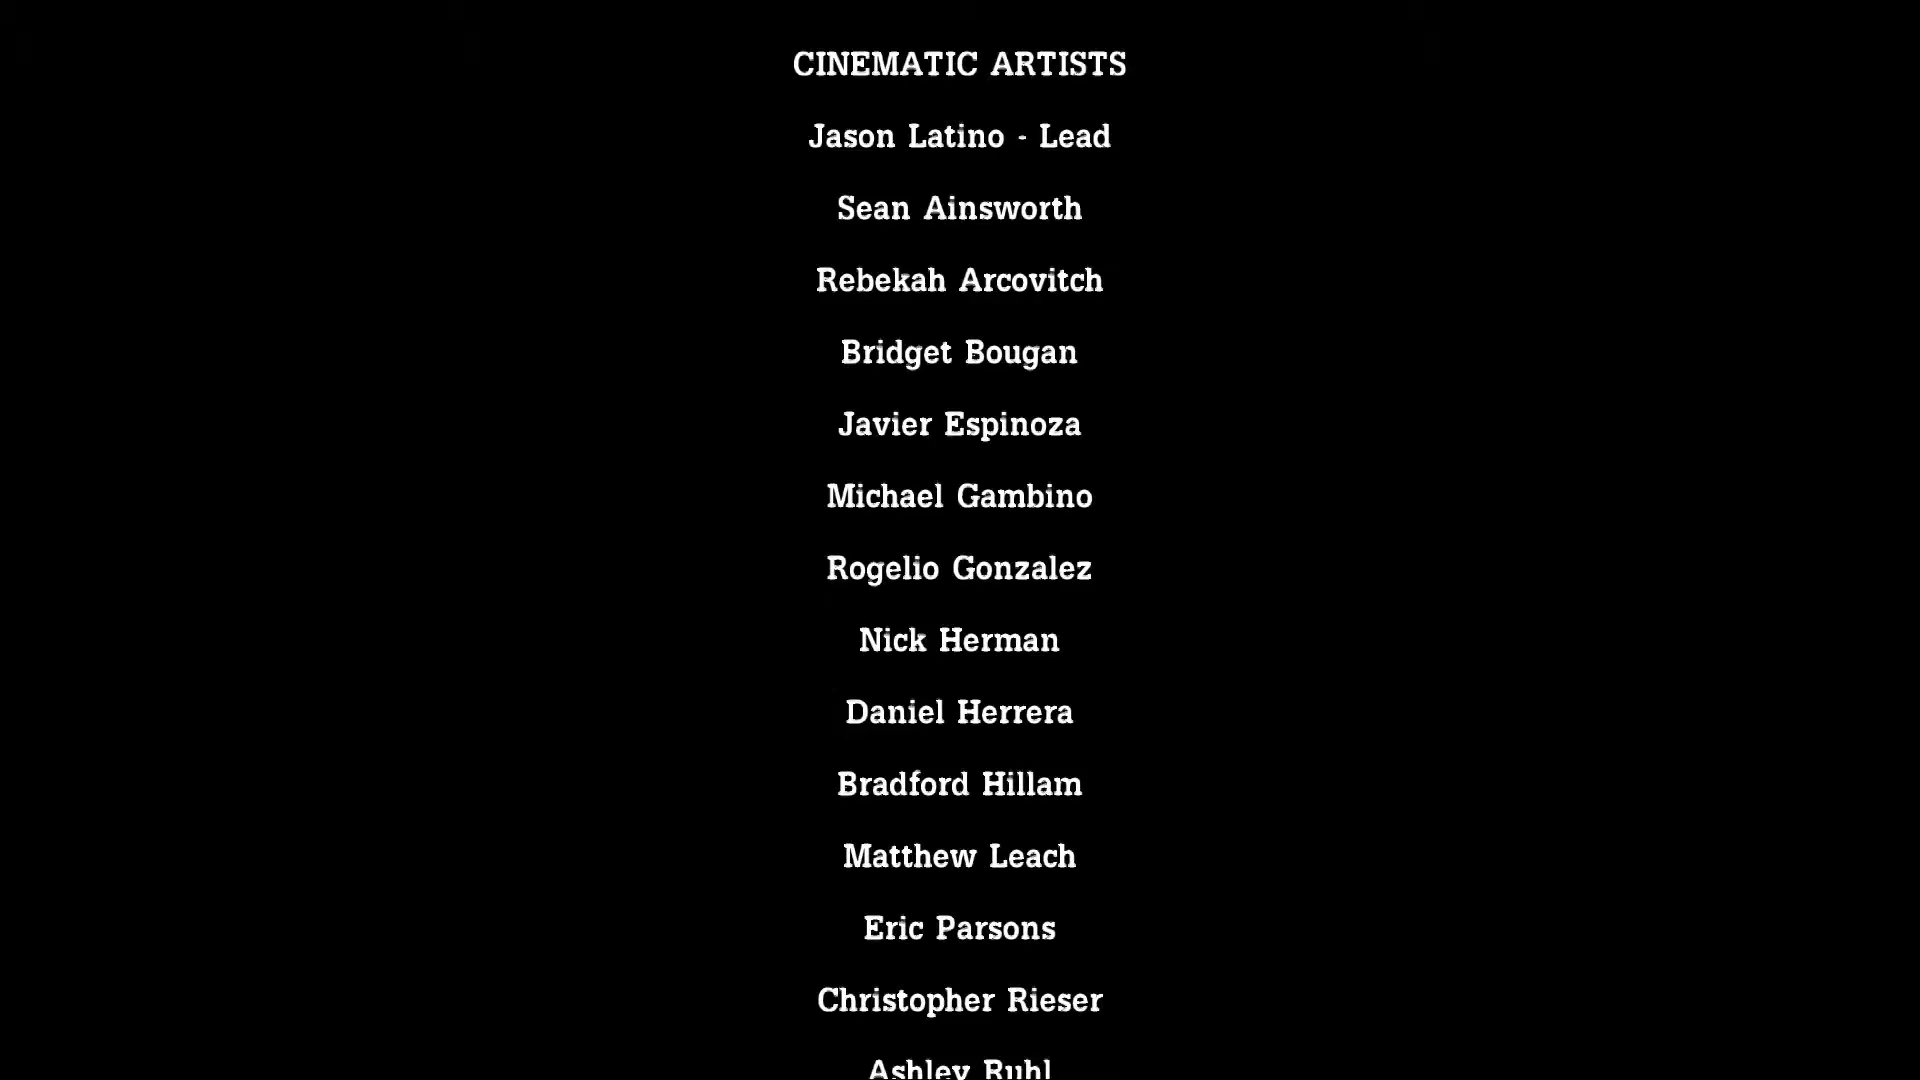 CINEMATIC ARTISTS
Jason Latino - Lead
Sean Ainsworth
Rebekah Arcovitch
Bridget Bougan
Javier Espinoza
Michael Gambino
Rogelio Gonzalez
Nick Herman
Daniel Herrera
Bradford Hillam
Matthew Leach
Eric Parsons
Christopher Rieser
Ashley Ruhl